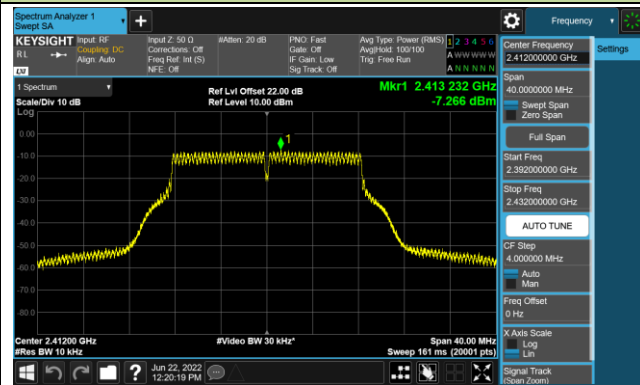 Spectrum Analyzer 1
Swept SA
Frequency
KEYSIGHT
Input: RF
Coupling: DC
Align: Auto
Input Z: 50 Ω
Corrections: Off
Freq Ref: Int (S)
NFE: Off
#Atten: 20 dB
PNO: Fast
Gate: Off
IF Gain: Low
Sig Track: Off
Avg Type: Power (RMS)
Avg|Hold: 100/100
Trig: Free Run
1 2 3 4 5 6
A W W W W W
A N N N N N
RL
LXI
1 Spectrum
Scale/Div 10 dB
Log
Ref Lvl Offset 22.00 dB
Ref Level 10.00 dBm
Mkr1 2.413 232 GHz
-7.266 dBm
1
0.00
-10.0
-20.0
-30.0
-40.0
-50.0
-60.0
-70.0
-80.0
Center 2.41200 GHz
#Res BW 10 kHz
#Video BW 30 kHz*
Span 40.00 MHz
Sweep 161 ms (20001 pts)
Jun 22, 2022
12:20:19 PM
Center Frequency
2.412000000 GHz
Settings
Span
40.0000000 MHz
Swept Span
Zero Span
Full Span
Start Freq
2.392000000 GHz
Stop Freq
2.432000000 GHz
AUTO TUNE
CF Step
4.000000 MHz
Auto
Man
Freq Offset
0 Hz
X Axis Scale
Log
Lin
Signal Track
(Span Zoom)